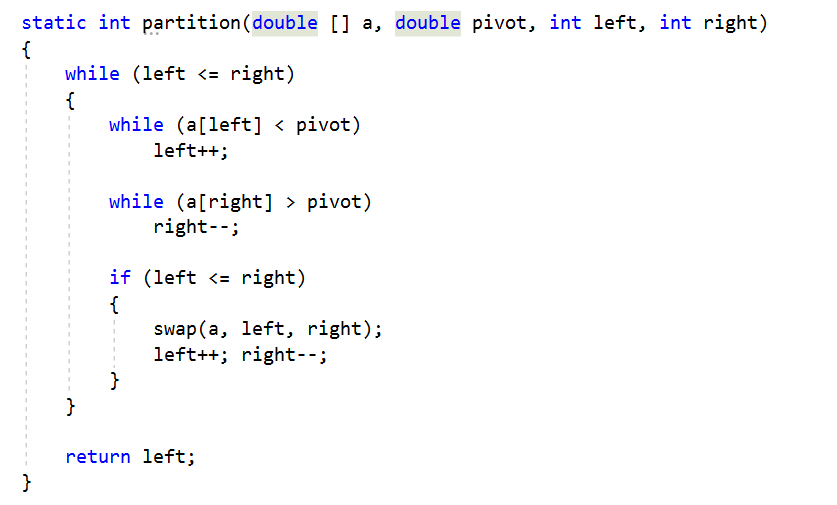 static int partition(double [] a, double pivot, int left, int right)
{
    while (left <= right)
    {
        while (a[left] < pivot)
            left++;

        while (a[right] > pivot)
            right--;

        if (left <= right)
        {
            swap(a, left, right);
            left++; right--;
        }
    }

    return left;
}